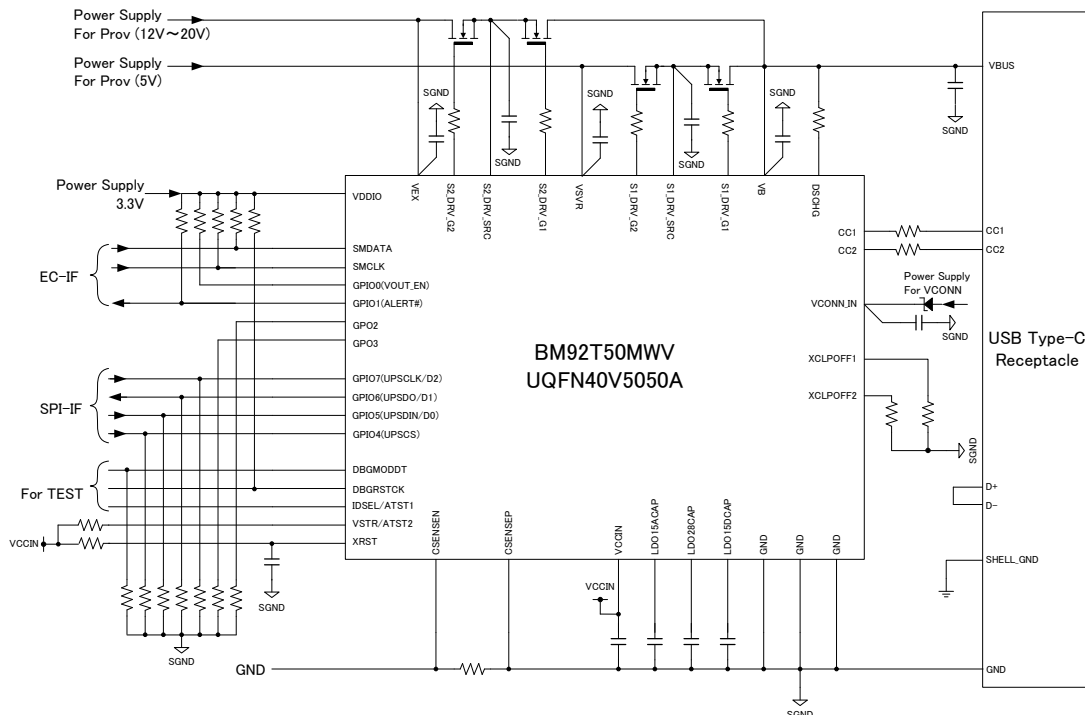 Power Supply
For Prov (12V～20V)
Power Supply
For Prov (5V)
VBUS
SGND
SGND
SGND
SGND
SGND
SGND
Power Supply
3.3V
VDDIO
VEX
S2_DRV_G2
S2_DRV_SRC
S2_DRV_G1
VSVR
S1_DRV_G2
S1_DRV_SRC
S1_DRV_G1
VB
DSCHG
EC-IF
SMDATA
SMCLK
GPIO0(VOUT_EN)
GPIO1(ALERT#)
GPO2
GPO3
SPI-IF
GPIO7(UPSCLK/D2)
GPIO6(UPSDO/D1)
GPIO5(UPSDIN/D0)
GPIO4(UPSCS)
For TEST
DBGMODDT
DBGRSTCK
IDSEL/ATST1
VSTR/ATST2
XRST
VCCIN
SGND
SGND
BM92T50MWV
UQFN40V5050A
CC1
CC2
CC1
CC2
Power Supply
For VCONN
VCONN_IN
SGND
XCLPOFF1
XCLPOFF2
SGND
USB Type-C
Receptacle
D+
D-
SHELL_GND
CSENSEN
CSENSEP
VCCIN
LDO15ACAP
LDO28CAP
LDO15DCAP
GND
GND
GND
VCCIN
GND
GND
SGND